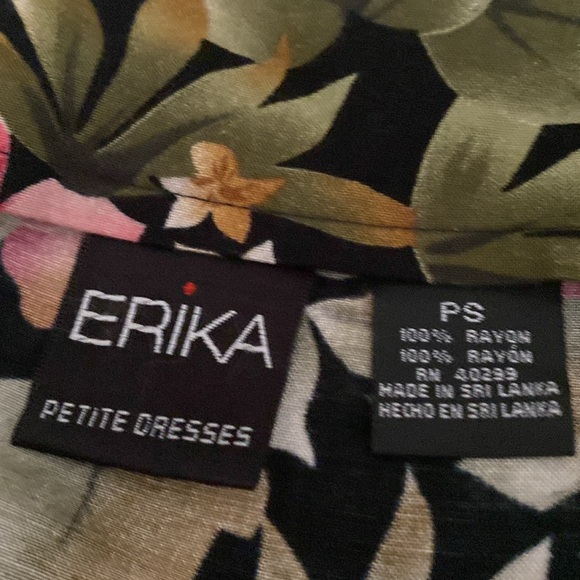 ERiKA
PETITE DRESSES
PS
100% RAYON
100% RAYÓN
RN 40299
MADE IN SRI LANKA
HECHO EN SRI LANKA